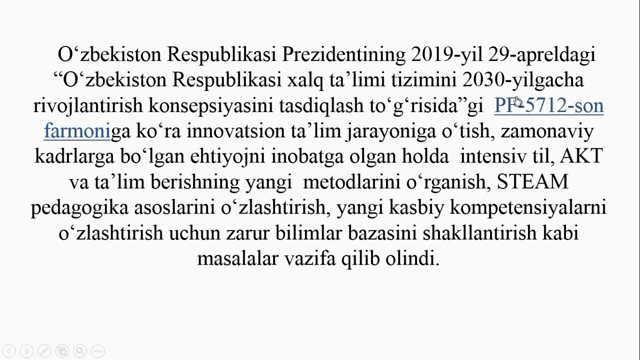 O‘zbekiston Respublikasi Prezidentining 2019-yil 29-apreldagi
“O‘zbekiston Respublikasi xalq ta’limi tizimini 2030-yilgacha
rivojlantirish konsepsiyasini tasdiqlash to‘g‘risida”gi PF-5712-son
farmoniga ko‘ra innovatsion ta’lim jarayoniga o‘tish, zamonaviy
kadrlarga bo‘lgan ehtiyojni inobatga olgan holda intensiv til, AKT
va ta’lim berishning yangi metodlarini o‘rganish, STEAM
pedagogika asoslarini o‘zlashtirish, yangi kasbiy kompetensiyalarni
o‘zlashtirish uchun zarur bilimlar bazasini shakllantirish kabi
masalalar vazifa qilib olindi.